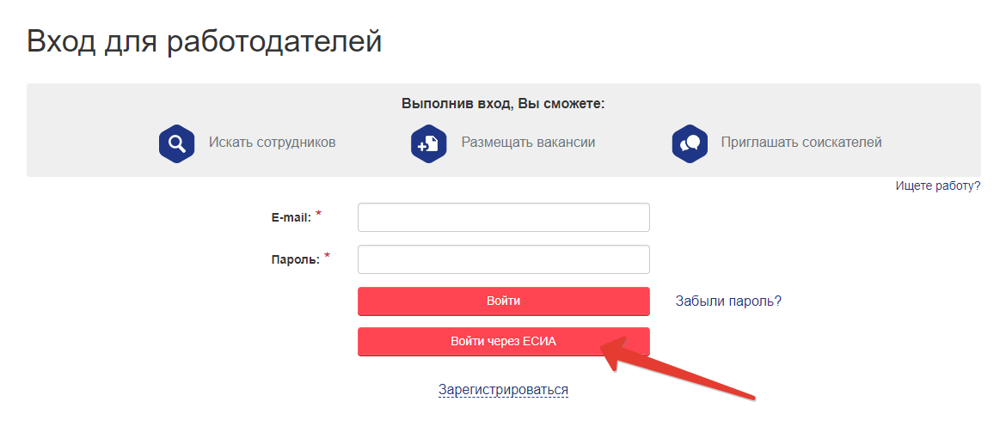 Вход для работодателей
Выполнив вход, Вы сможете:
Искать сотрудников
Размещать вакансии
Приглашать соискателей
Ищете работу?
E-mail: *
Пароль: *
Войти
Забыли пароль?
Войти через ЕСИА
Зарегистрироваться